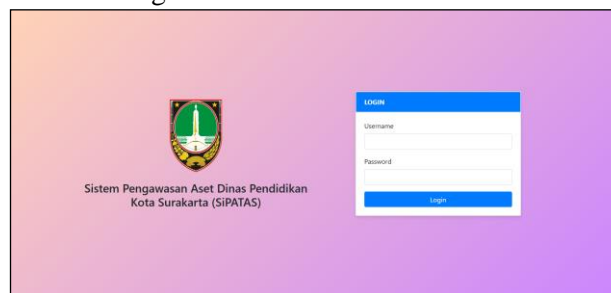 Sistem Pengawasan Aset Dinas Pendidikan
Kota Surakarta (SiPATAS)
LOGIN
Username
Password
Login